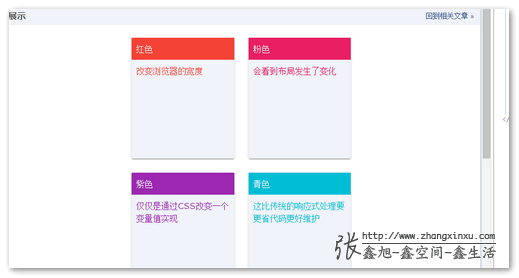 展示
回到相关文章 »
红色
粉色
改变浏览器的宽度
会看到布局发生了变化
紫色
青色
仅仅是通过CSS改变一个
变量值实现
这比传统的响应式处理要
更省代码更好维护
http://www.zhangxinxu.com
张鑫旭-鑫空间-鑫生活